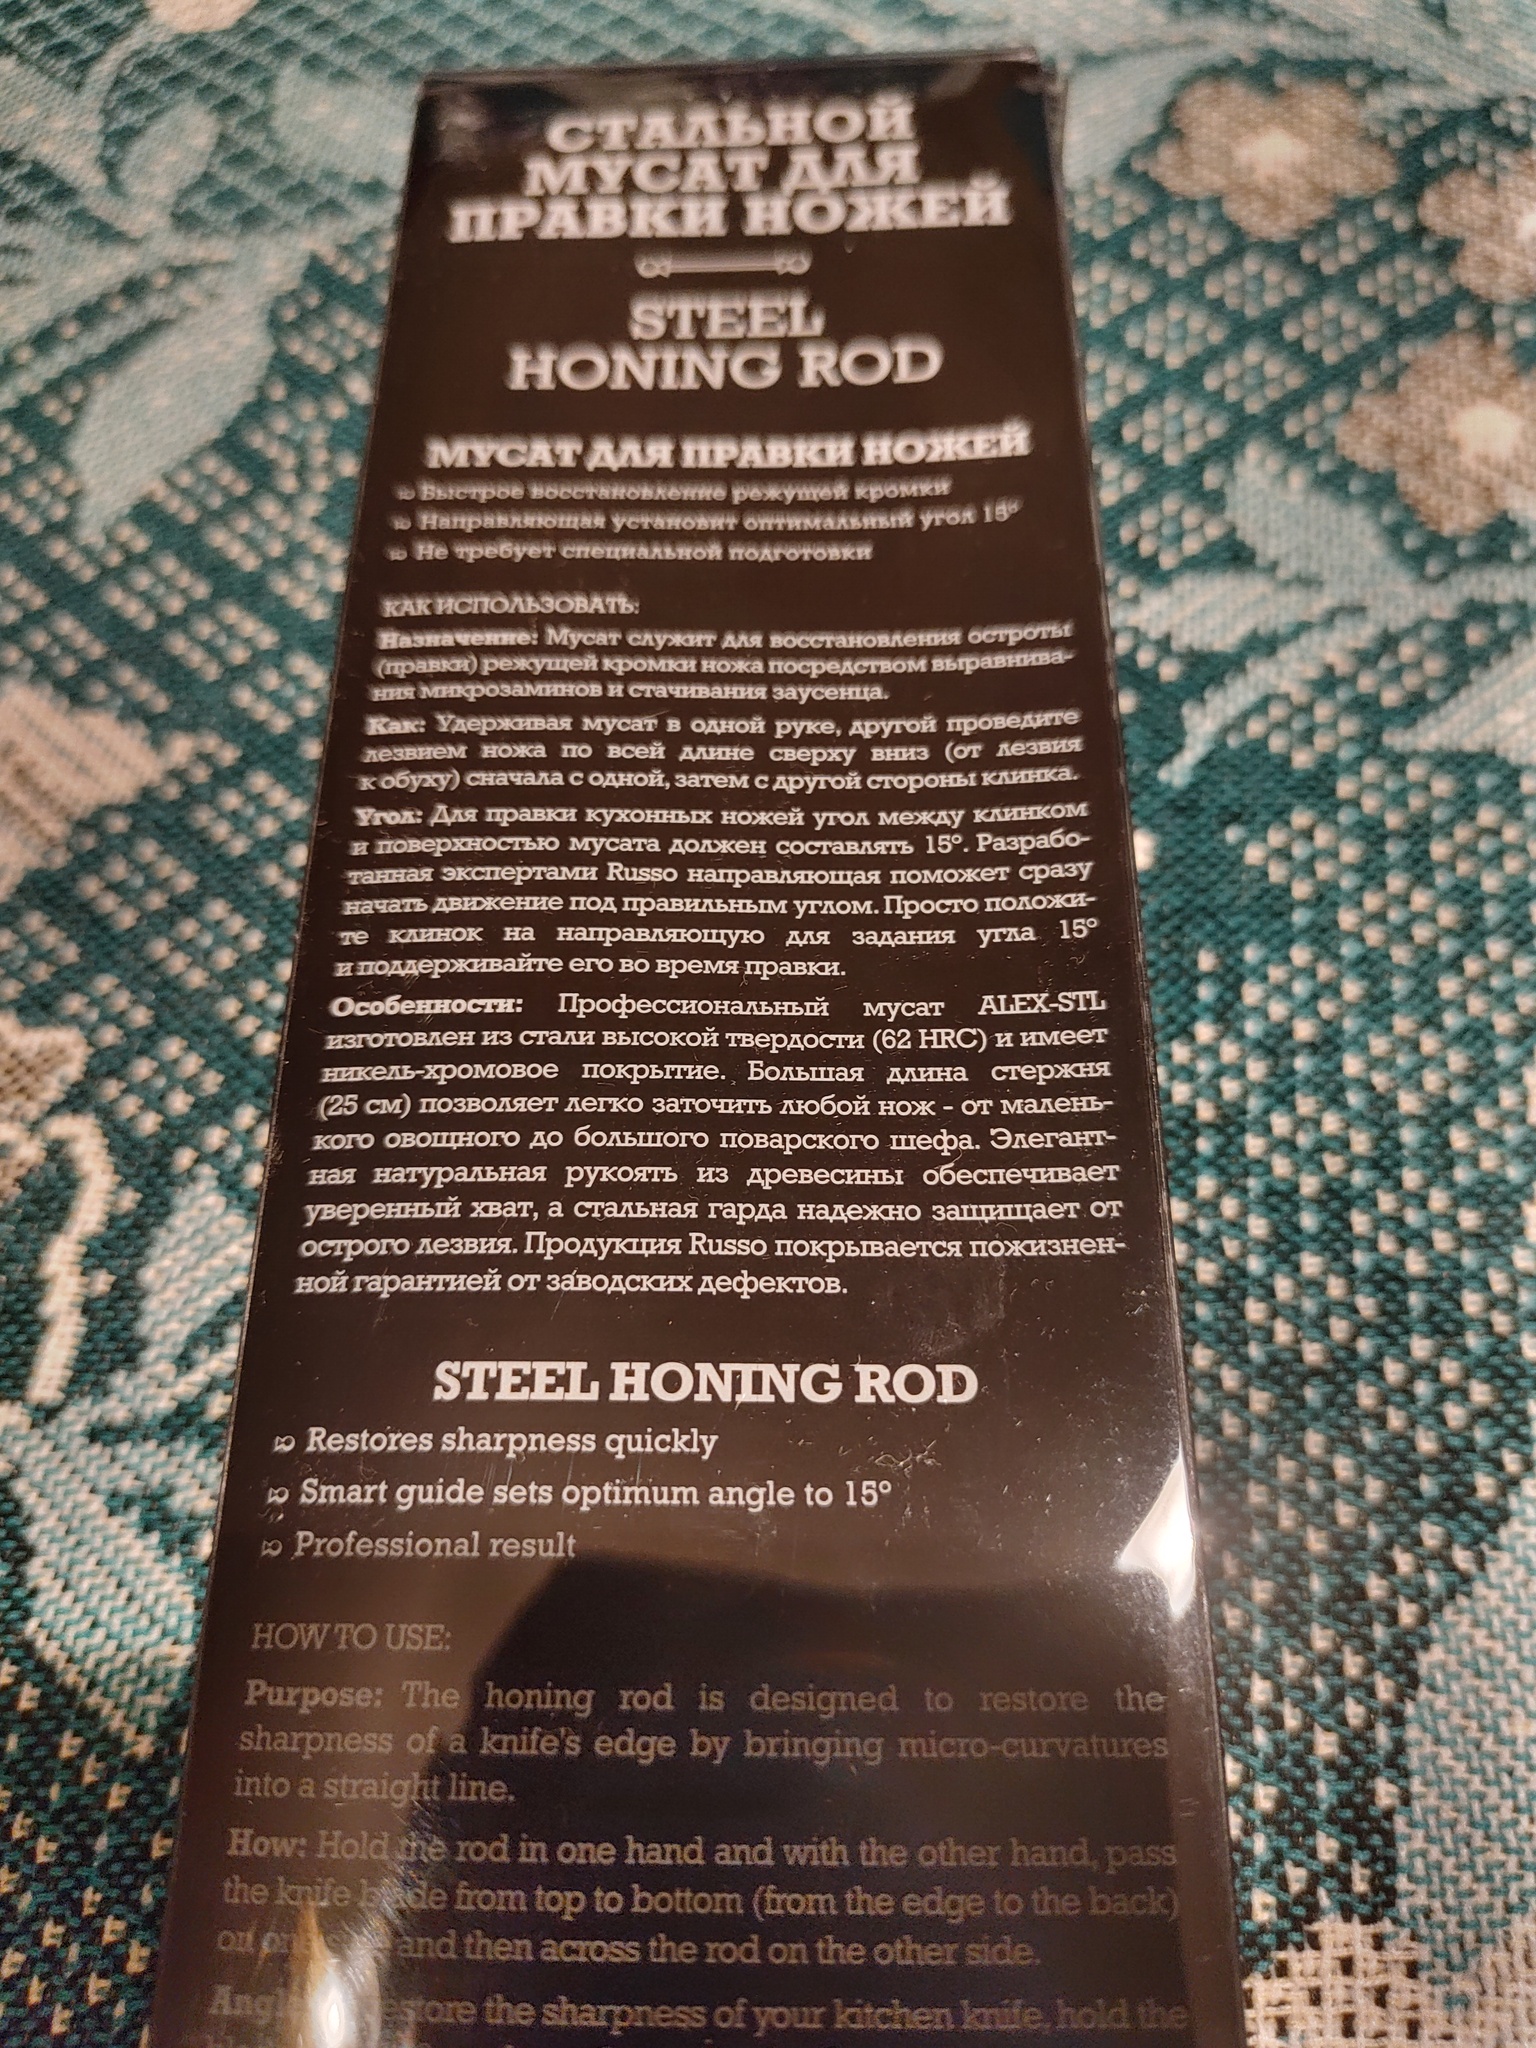 СТАЛЬНОЙ
МУСАТ ДЛЯ
ПРАВКИ НОЖЕЙ
STEEL
HONING ROD
МУСАТ ДЛЯ ПРАВКИ НОЖЕЙ
Быстрое восстановление режущей кромки
Направляющая установит оптимальный угол 15°
Не требует специальной подготовки
КАК ИСПОЛЬЗОВАТЬ:
Назначение: Мусат служит для восстановления остроты
(правки) режущей кромки ножа посредством выравнива-
ния микрозаминов и стачивания заусенца.
Как: Удерживая мусат в одной руке, другой проведите
лезвием ножа по всей длине сверху вниз (от лезвия
к обуху) сначала с одной, затем с другой стороны клинка.
Угол: Для правки кухонных ножей угол между клинком
и поверхностью мусата должен составлять 15°. Разрабо-
танная экспертами Russo направляющая поможет сразу
начать движение под правильным углом. Просто положи-
те клинок на направляющую для задания угла 15°
и поддерживайте его во время правки.
Особенности: Профессиональный мусат ALEX-STL
изготовлен из стали высокой твердости (62 HRC) и имеет
никель-хромовое покрытие. Большая длина стержня
(25 см) позволяет легко заточить любой нож - от малень-
кого овощного до большого поварского шефа. Элегант-
ная натуральная рукоять из древесины обеспечивает
уверенный хват, а стальная гарда надежно защищает от
острого лезвия. Продукция Russo покрывается пожизнен-
ной гарантией от заводских дефектов.
STEEL HONING ROD
Restores sharpness quickly
Smart guide sets optimum angle to 15°
Professional result
HOW TO USE:
Purpose: The honing rod is designed to restore the
sharpness of a knife's edge by bringing micro-curvatures
into a straight line.
How: Hold the rod in one hand and with the other hand, pass
the knife blade from top to bottom (from the edge to the back)
on one and then across the rod on the other side.
the sharpness of your kitchen knife, hold the